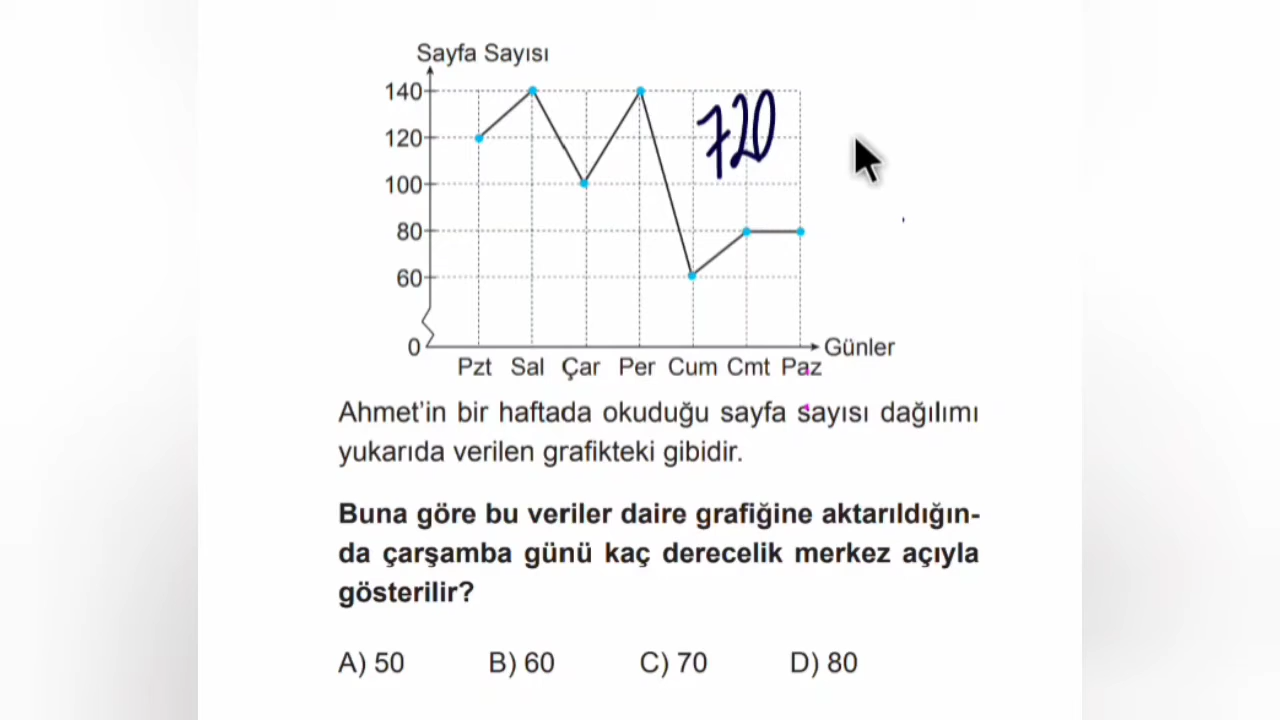 Sayfa Sayısı
140
120
100
80
60
0
720
Günler
Pzt Sal Çar Per Cum Cmt Paz
Ahmet'in bir haftada okuduğu sayfa sayısı dağılımı
yukarıda verilen grafikteki gibidir.
Buna göre bu veriler daire grafiğine aktarıldığın-
da çarşamba günü kaç derecelik merkez açıyla
gösterilir?
A) 50 B) 60 C) 70 D) 80